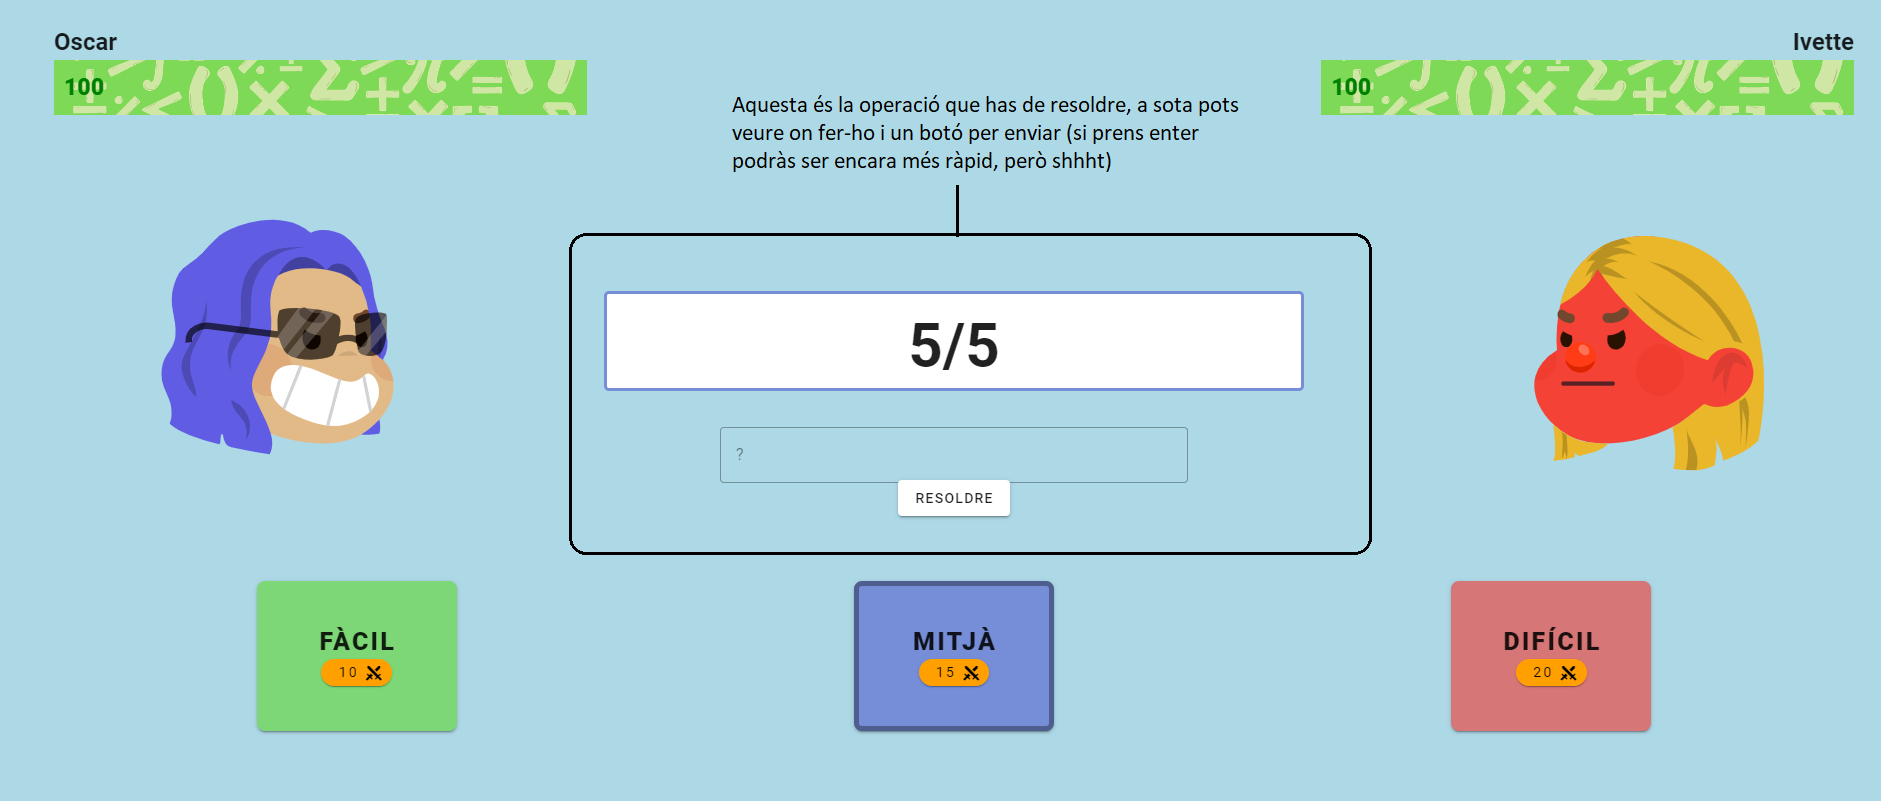 Oscar
Ivette
100
100
Aquesta és la operació que has de resoldre, a sota pots
veure on fer-ho i un botó per enviar (si prens enter
podràs ser encara més ràpid, però shhht)
5/5
?
RESOLDRE
FÀCIL
10
MITJÀ
15
DIFÍCIL
20